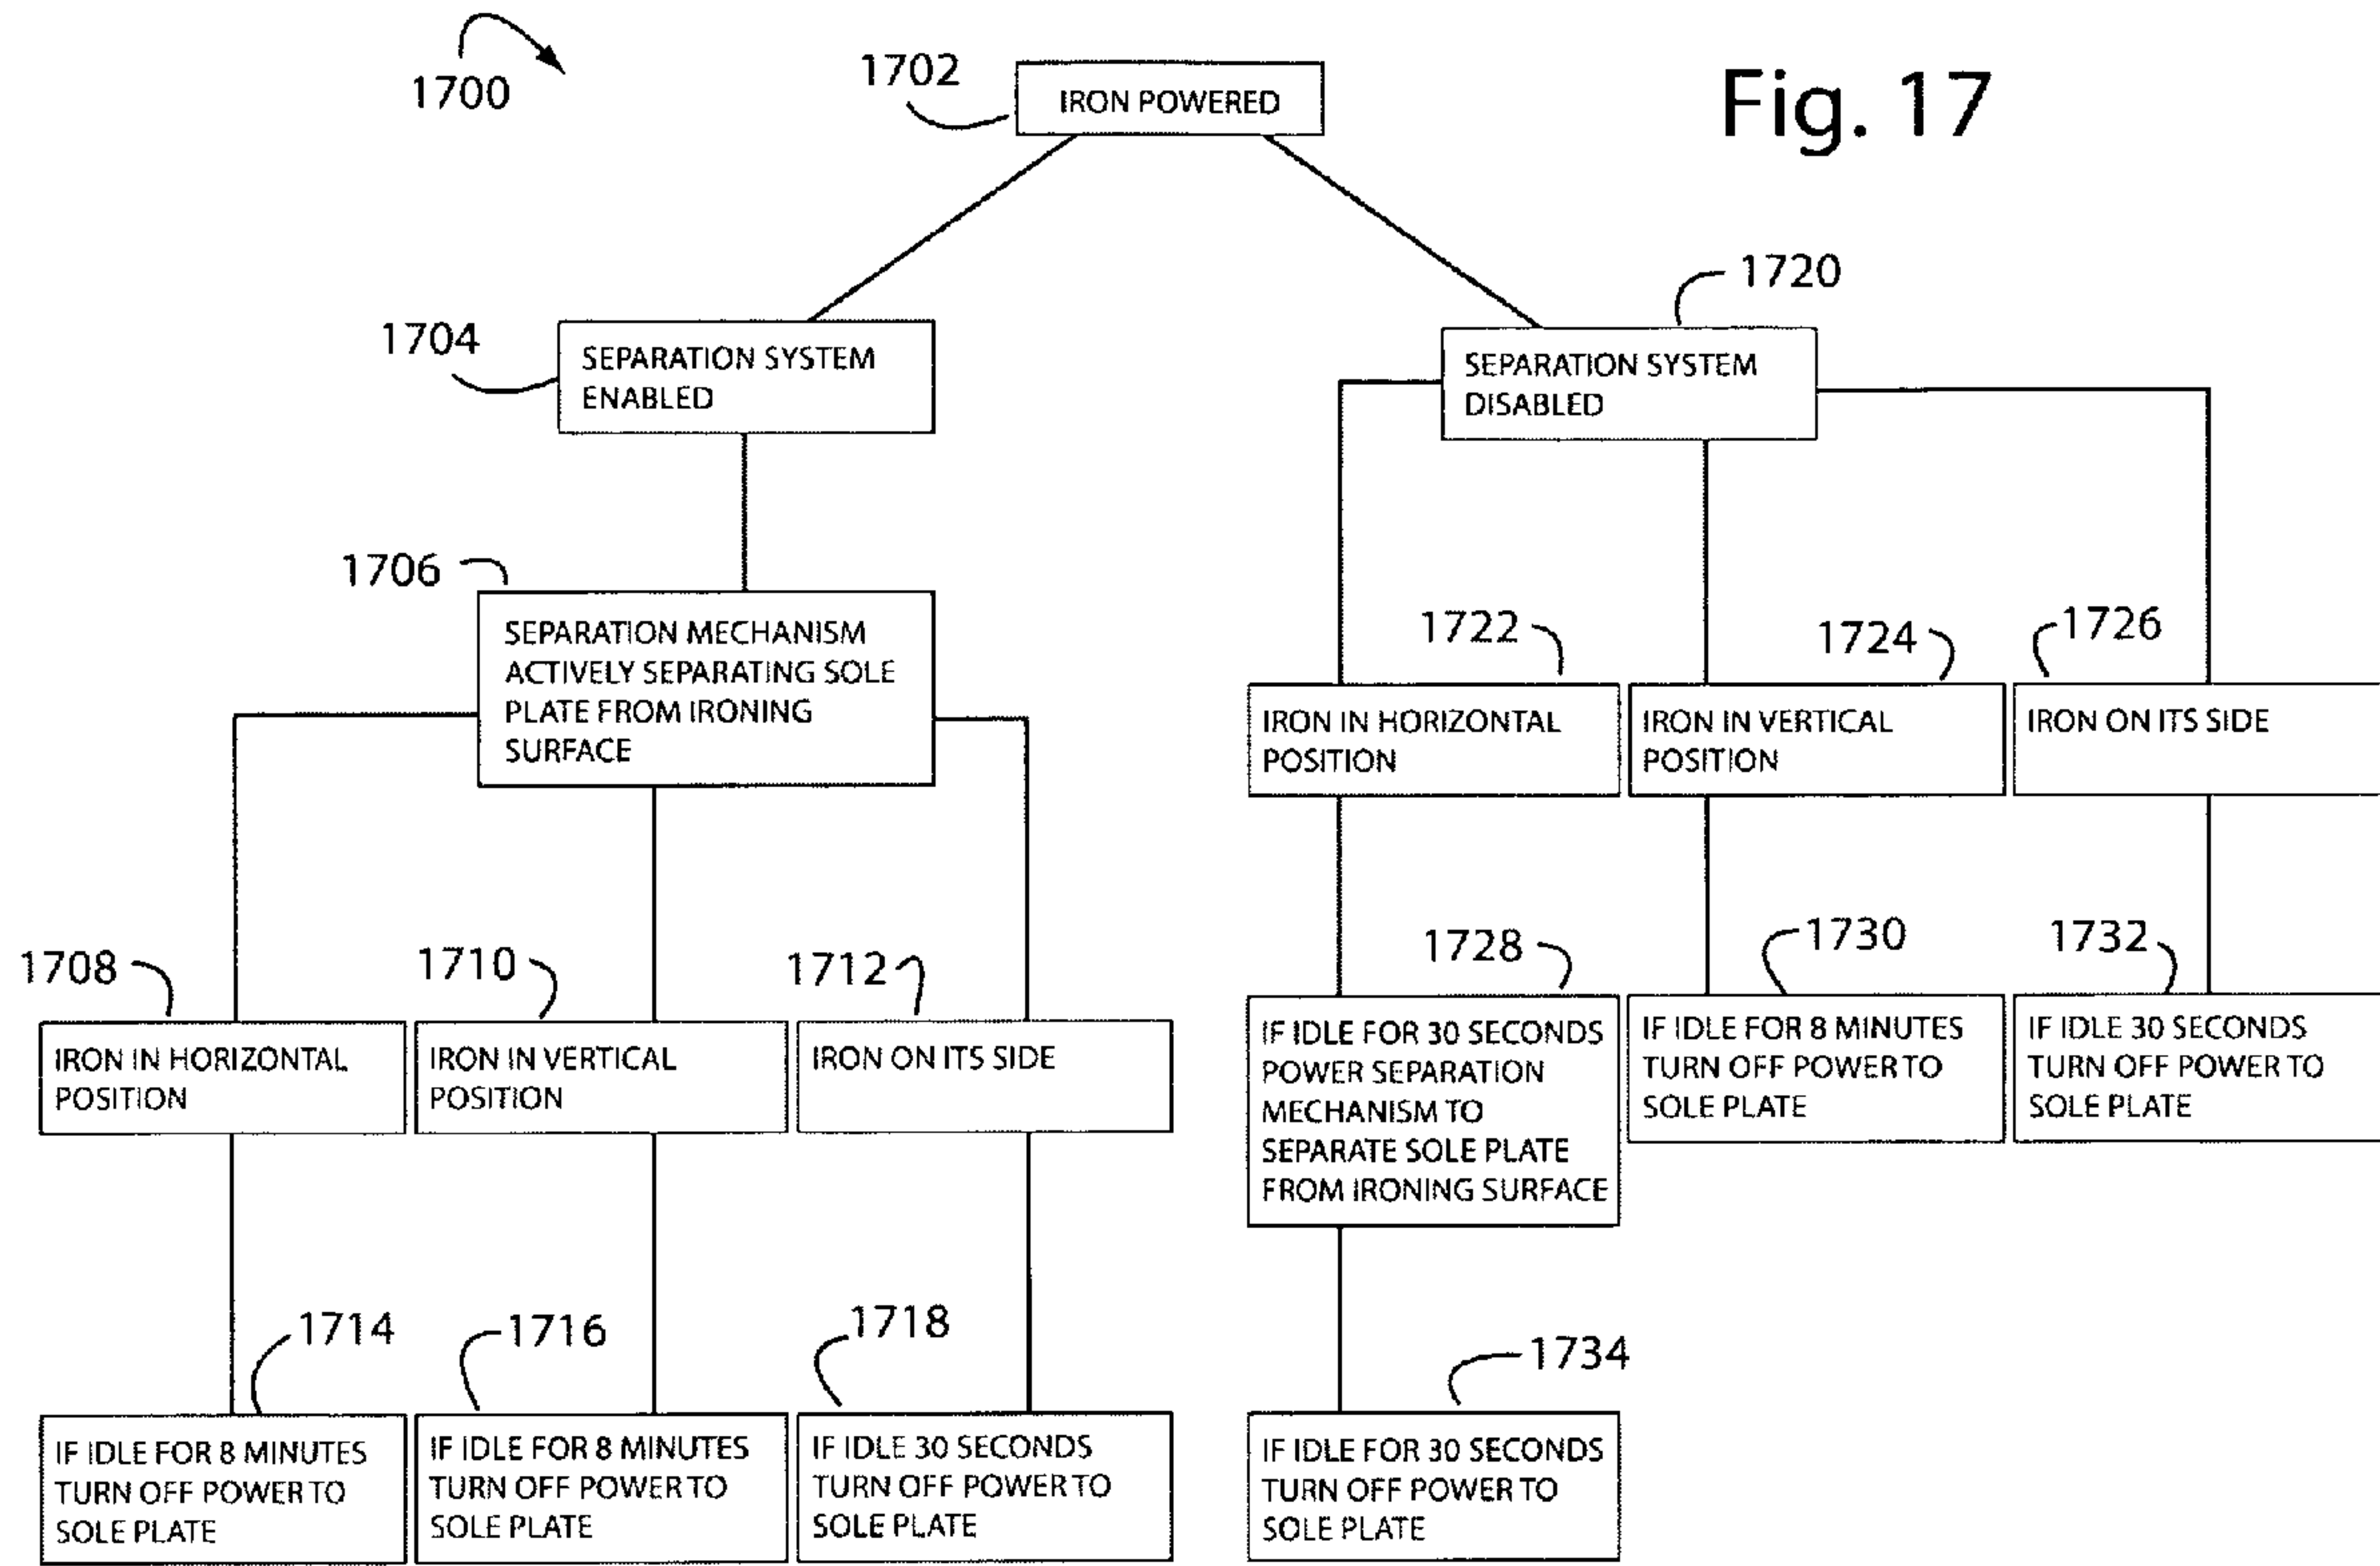 1700
1702
IRON POWERED
Fig. 17
1704
SEPARATION SYSTEM
ENABLED
1720
SEPARATION SYSTEM
DISABLED
1706
SEPARATION MECHANISM
ACTIVELY SEPARATING SOLE
PLATE FROM IRONING
SURFACE
1722
IRON IN HORIZONTAL
POSITION
1724
IRON IN VERTICAL
POSITION
1726
IRON ON ITS SIDE
1708
IRON IN HORIZONTAL
POSITION
1710
IRON IN VERTICAL
POSITION
1712
IRON ON ITS SIDE
1728
IF IDLE FOR 30 SECONDS
POWER SEPARATION
MECHANISM TO
SEPARATE SOLE PLATE
FROM IRONING SURFACE
1730
IF IDLE FOR 8 MINUTES
TURN OFF POWER TO
SOLE PLATE
1732
IF IDLE 30 SECONDS
TURN OFF POWER TO
SOLE PLATE
1714
IF IDLE FOR 8 MINUTES
TURN OFF POWER TO
SOLE PLATE
1716
IF IDLE FOR 8 MINUTES
TURN OFF POWER TO
SOLE PLATE
1718
IF IDLE 30 SECONDS
TURN OFF POWER TO
SOLE PLATE
1734
IF IDLE FOR 30 SECONDS
TURN OFF POWER TO
SOLE PLATE